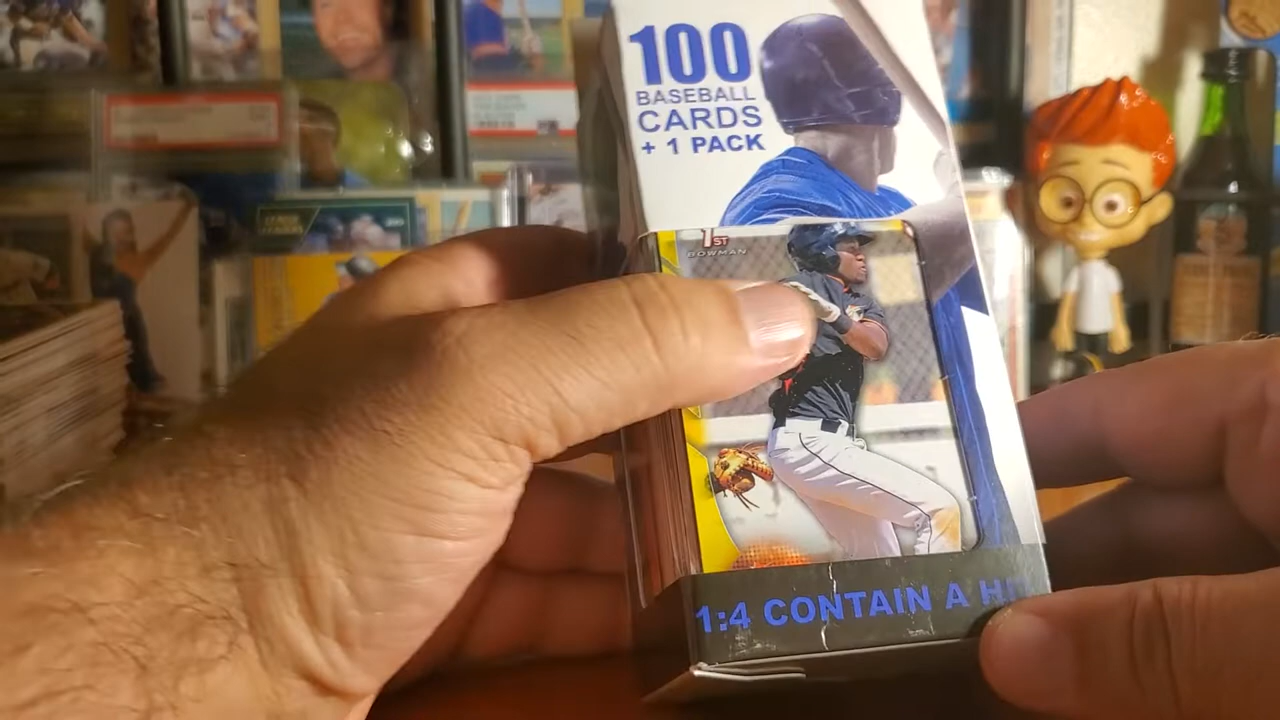 100
BASEBALL
CARDS
+ 1 PACK
1ST
BOWMAN
1:4 CONTAIN A